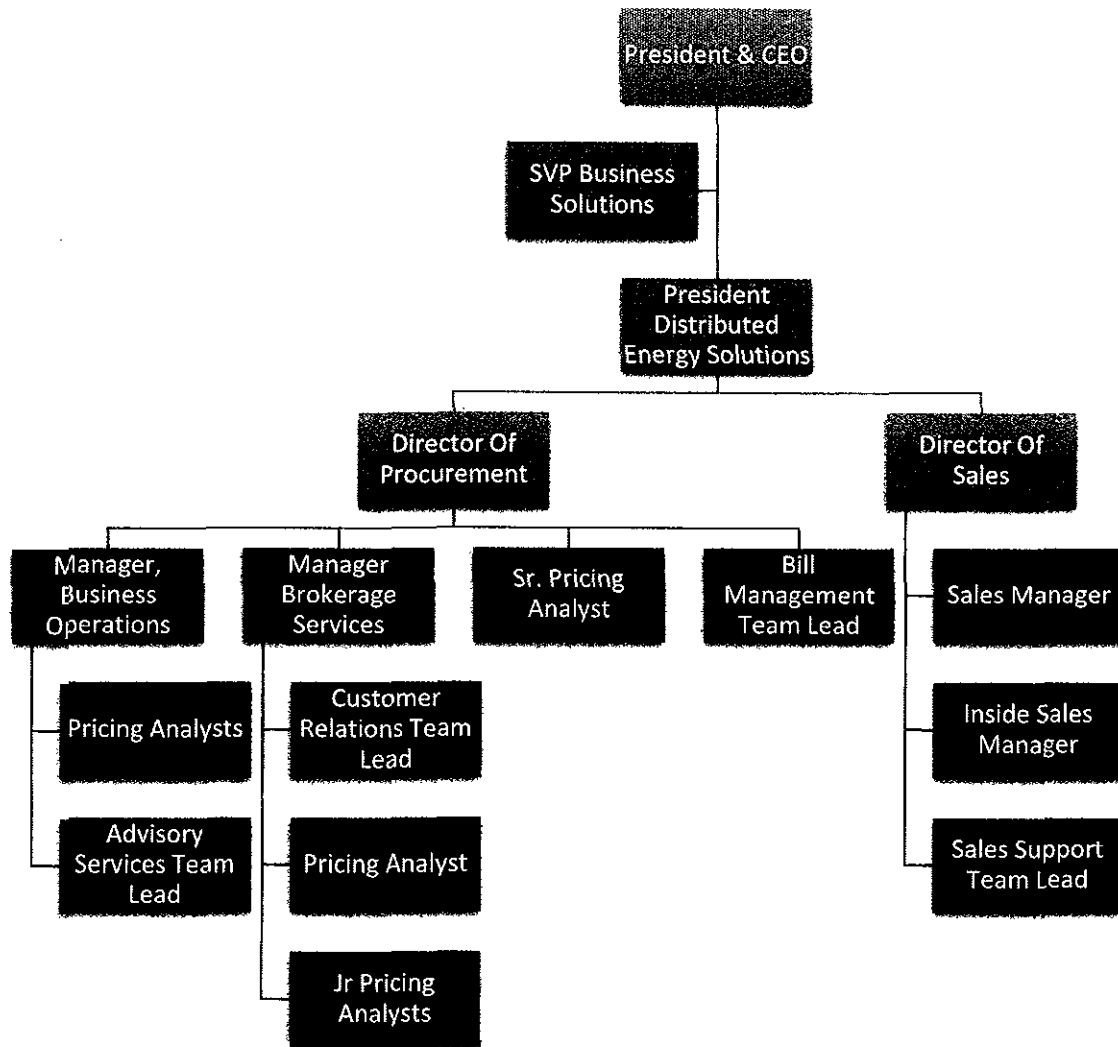 President & CEO
SVP Business
Solutions
President
Distributed
Energy Solutions
Director Of
Procurement
Director Of
Sales
Manager,
Business
Operations
Manager
Brokerage
Services
Sr. Pricing
Analyst
Bill
Management
Team Lead
Sales Manager
Pricing Analysts
Customer
Relations Team
Lead
Inside Sales
Manager
Advisory
Services Team
Lead
Pricing Analyst
Sales Support
Team Lead
Jr Pricing
Analysts